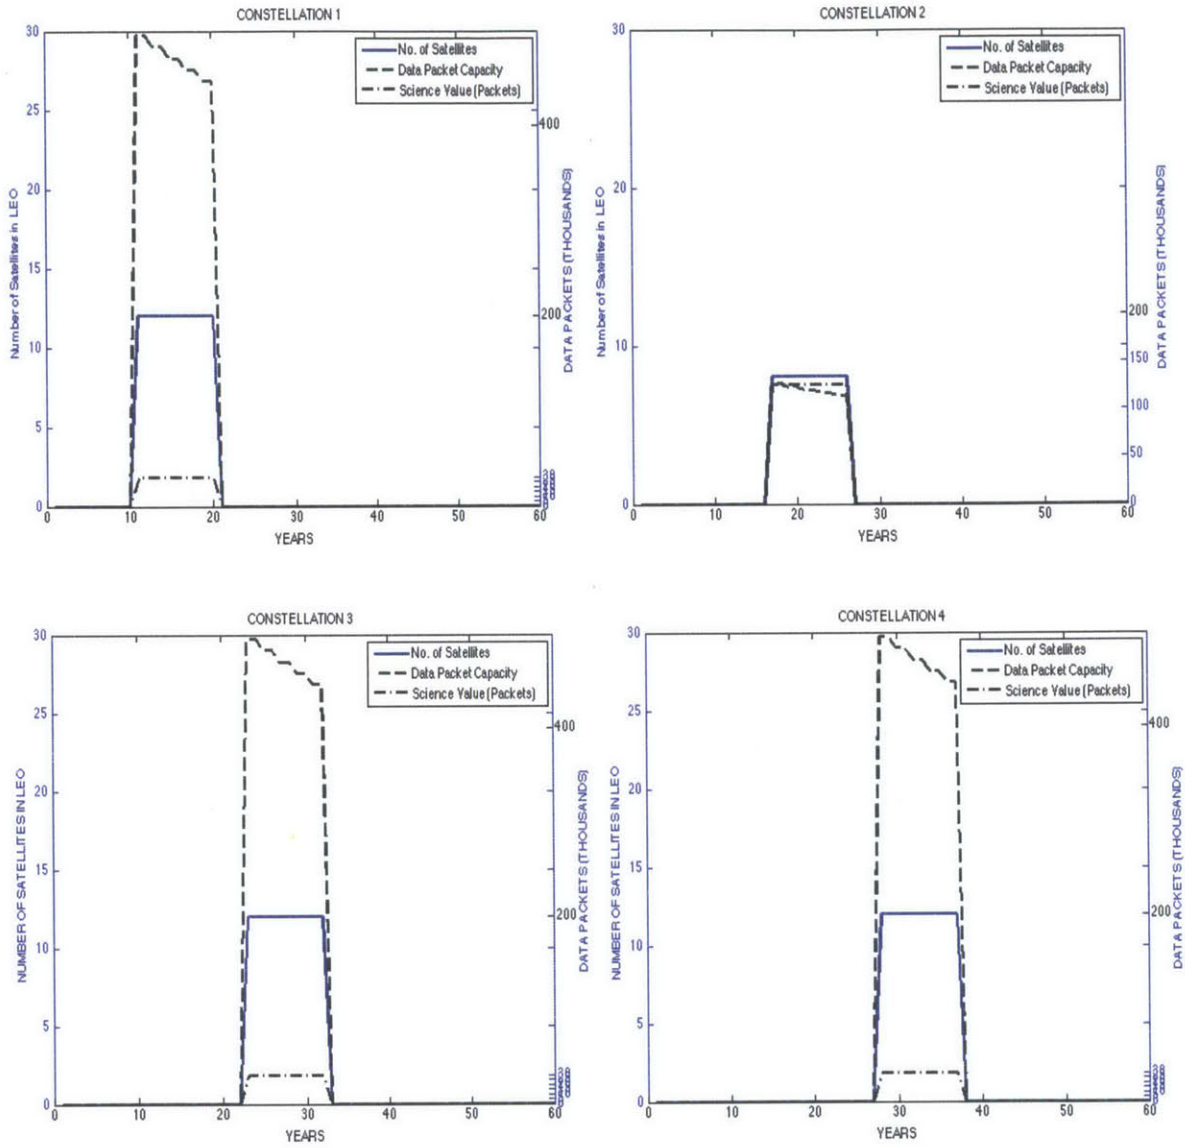 CONSTELLATION 1
No. of Satellites
Data Packet Capacity
Science Value (Packets)
30
25
20
15
10
5
0
Number of Satellites in LEO
400
200
30
0
DATA PACKETS (THOUSANDS)
0 10 20 30 40 50 60
YEARS
CONSTELLATION 2
No. of Satellites
Data Packet Capacity
Science Value (Packets)
30
20
10
0
Number of Satellites in LEO
200
150
100
50
0
DATA PACKETS (THOUSANDS)
0 10 20 30 40 50 60
YEARS
CONSTELLATION 3
No. of Satellites
Data Packet Capacity
Science Value (Packets)
30
25
20
15
10
5
0
NUMBER OF SATELLITES IN LEO
400
200
30
0
DATA PACKETS (THOUSANDS)
0 10 20 30 40 50 60
YEARS
CONSTELLATION 4
No. of Satellites
Data Packet Capacity
Science Value (Packets)
30
25
20
15
10
5
0
NUMBER OF SATELLITES IN LEO
400
200
30
0
DATA PACKETS (THOUSANDS)
0 10 20 30 40 50 60
YEARS